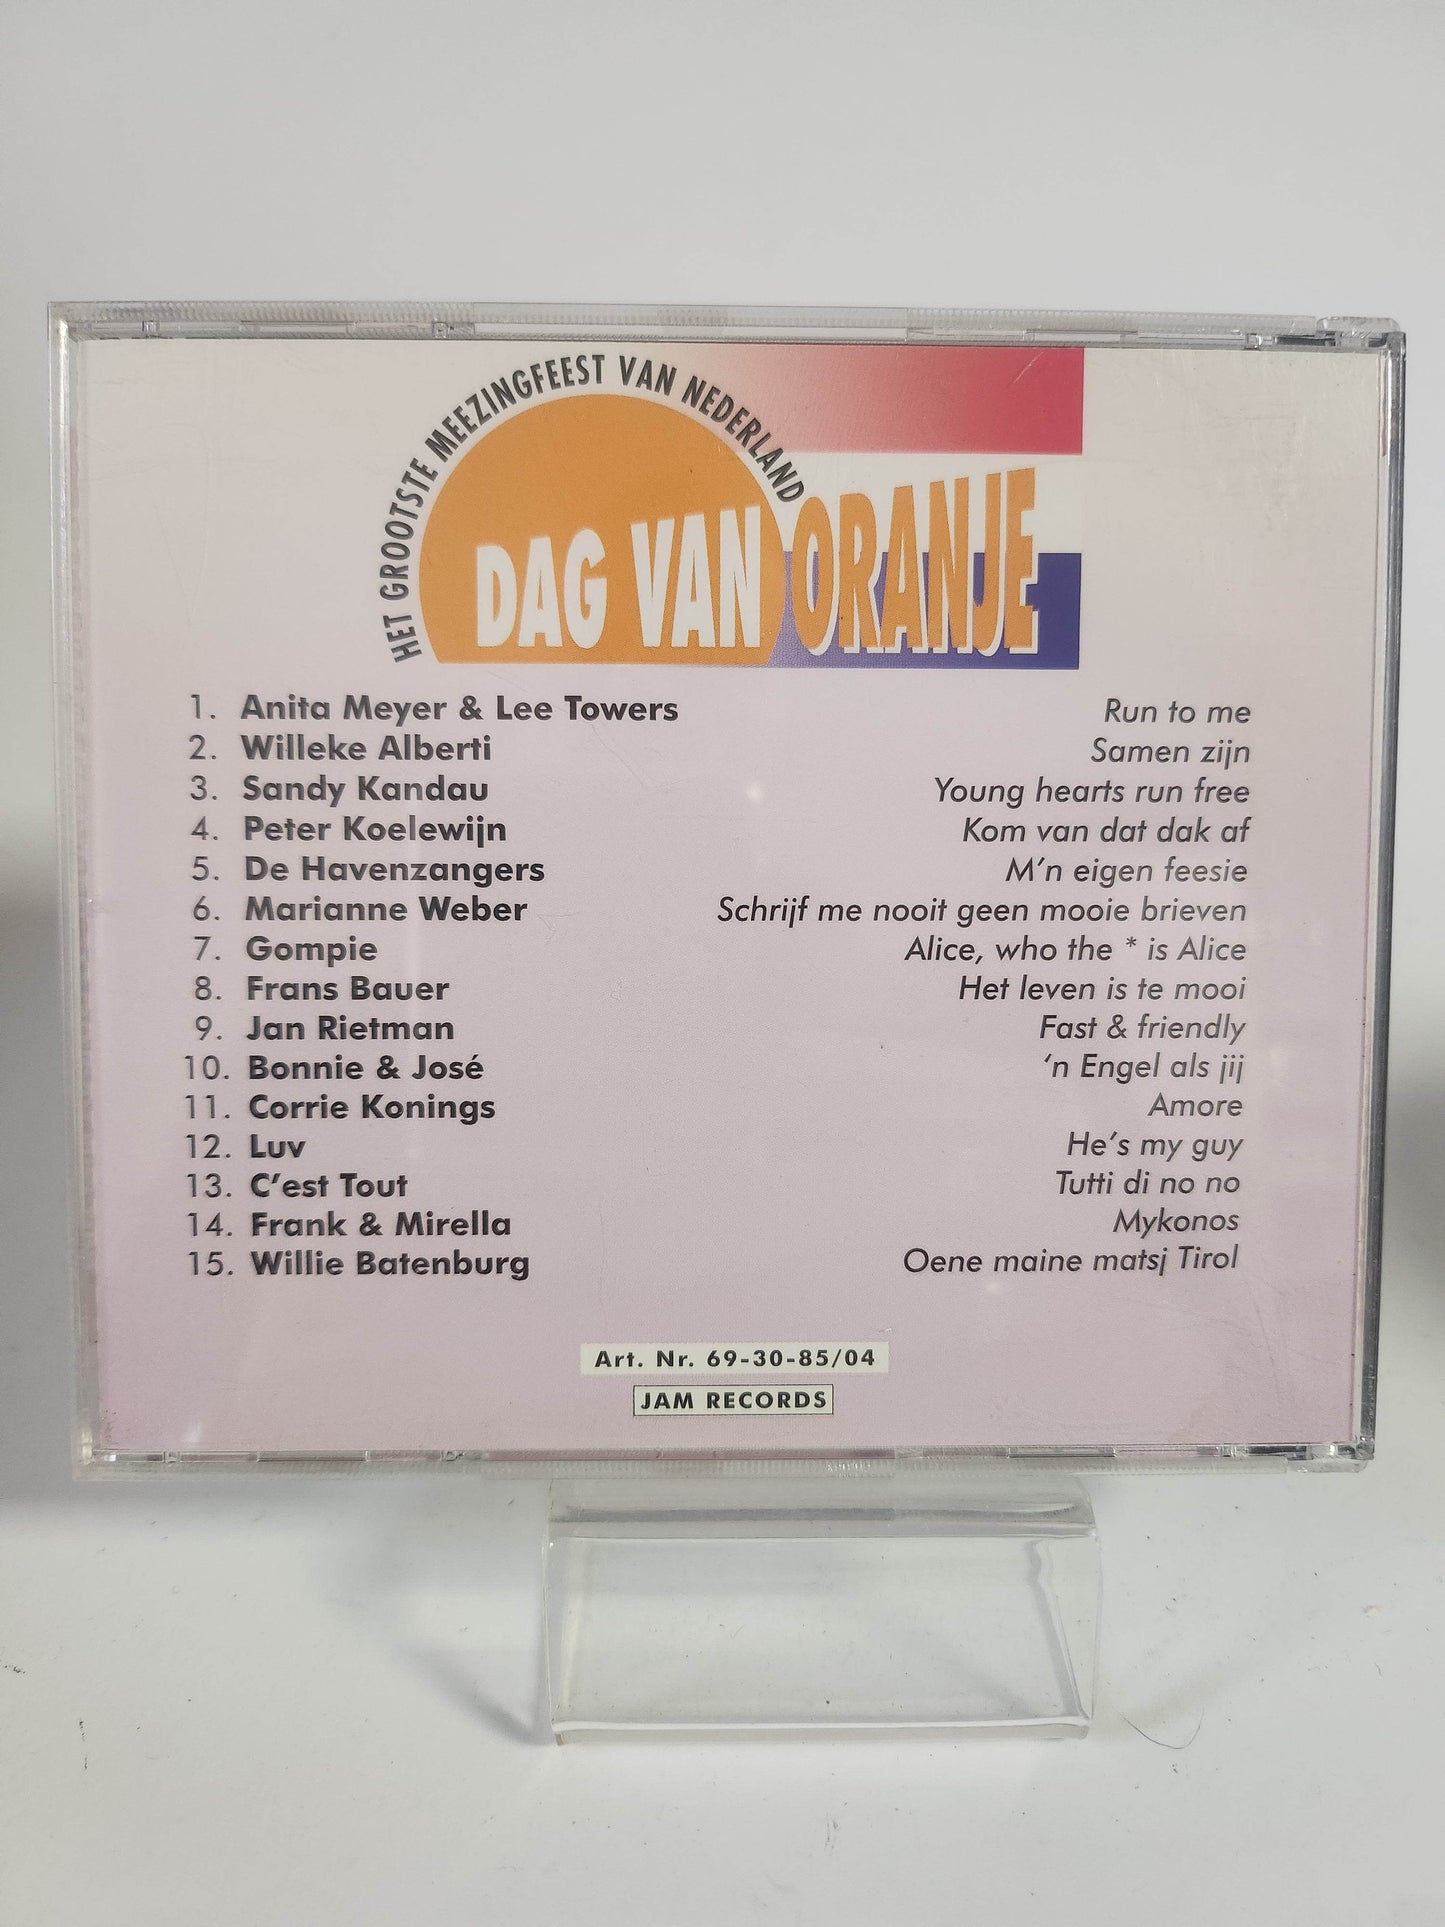 HET GROOTSTE MEEZINGFEEST VAN NEDERLAND
DAG VAN ORANJE
1. Anita Meyer & Lee Towers Run to me
2. Willeke Alberti Samen zijn
3. Sandy Kandau Young hearts run free
4. Peter Koelewijn Kom van dat dak af
5. De Havenzangers M'n eigen feesie
6. Marianne Weber Schrijf me nooit geen mooie brieven
7. Gompie Alice, who the * is Alice
8. Frans Bauer Het leven is te mooi
9. Jan Rietman Fast & friendly
10. Bonnie & José 'n Engel als jij
11. Corrie Konings Amore
12. Luv He's my guy
13. C'est Tout Tutti di no no
14. Frank & Mirella Mykonos
15. Willie Batenburg Oene maine matsj Tirol
Art. Nr. 69-30-85/04
JAM RECORDS